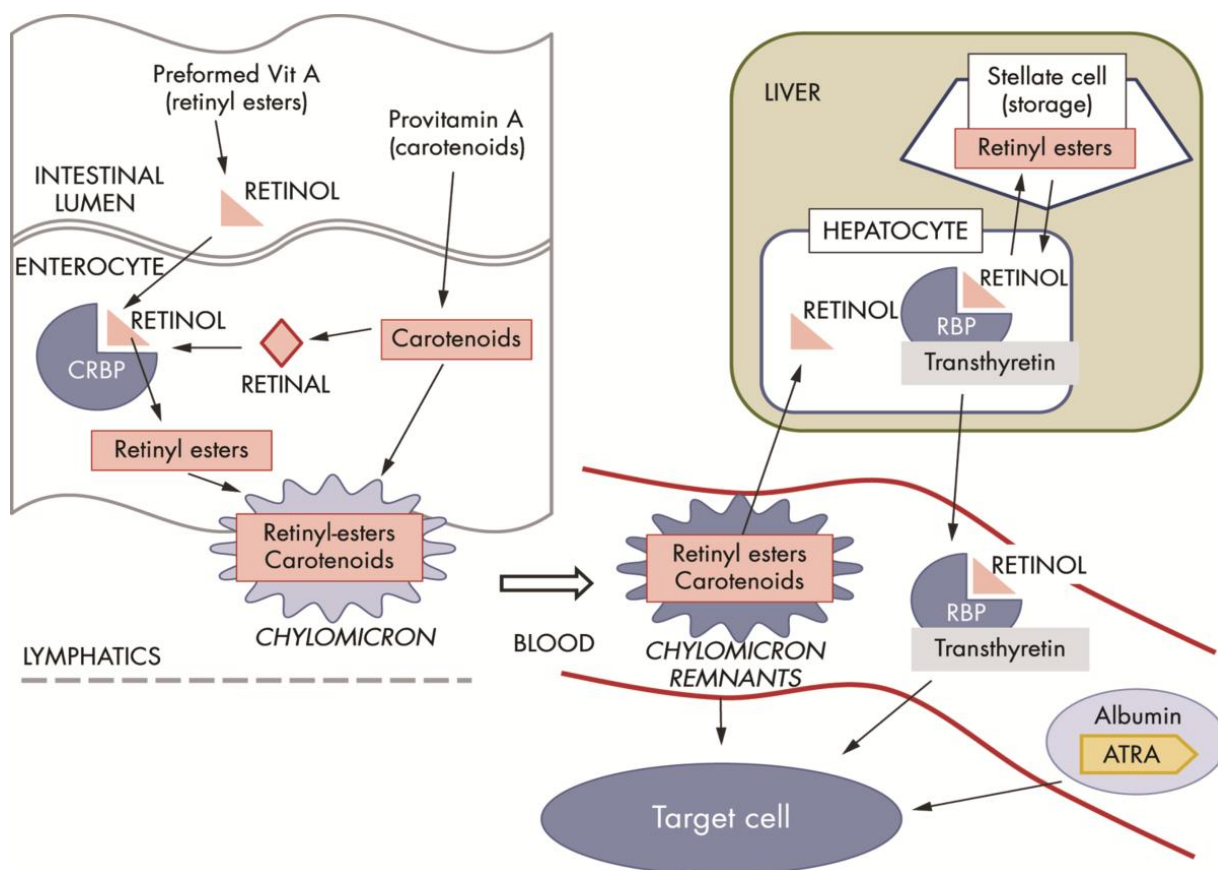 Preformed Vit A
(retinyl esters)
Provitamin A
(carotenoids)
INTESTINAL
LUMEN
RETINOL
ENTEROCYTE
RETINOL
CRBP
RETINAL
Carotenoids
Retinyl esters
Retinyl-esters
Carotenoids
CHYLOMICRON
LYMPHATICS
LIVER
Stellate cell
(storage)
Retinyl esters
HEPATOCYTE
RETINOL
RETINOL
RBP
Transthyretin
BLOOD
Retinyl esters
Carotenoids
CHYLOMICRON
REMNANTS
RETINOL
RBP
Transthyretin
Albumin
ATRA
Target cell